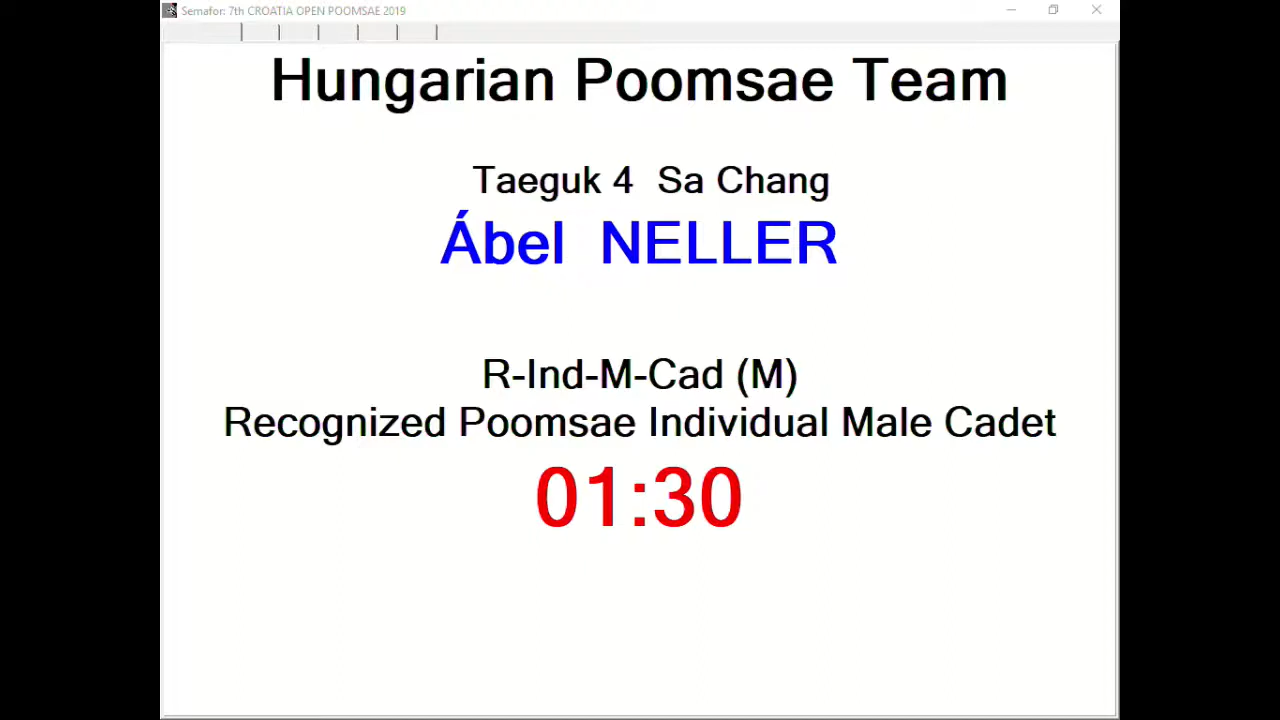 Semafor: 7th CROATIA OPEN POOMSAE 2019
Hungarian Poomsae Team
Taeguk 4 Sa Chang
Ábel NELLER
R-Ind-M-Cad (M)
Recognized Poomsae Individual Male Cadet
01:30